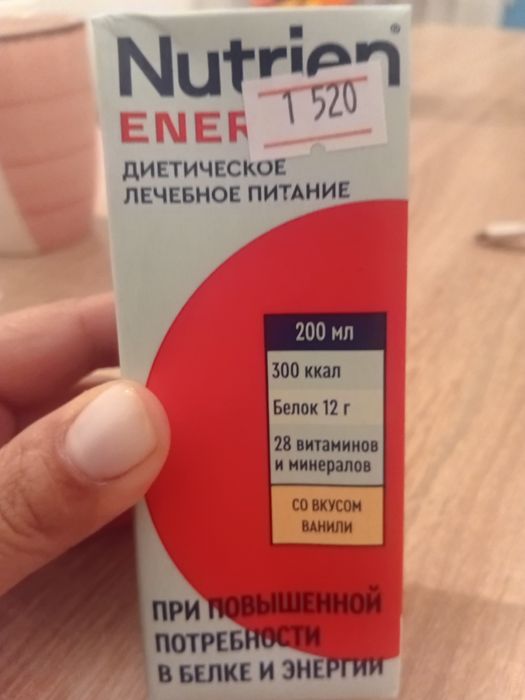 Nutrien®
1 520
ENER
ДИЕТИЧЕСКОЕ
ЛЕЧЕБНОЕ ПИТАНИЕ
200 мл
300 ккал
Белок 12 г
28 витаминов
и минералов
СО ВКУСОМ
ВАНИЛИ
ПРИ ПОВЫШЕННОЙ
ПОТРЕБНОСТИ
В БЕЛКЕ И ЭНЕРГИИ